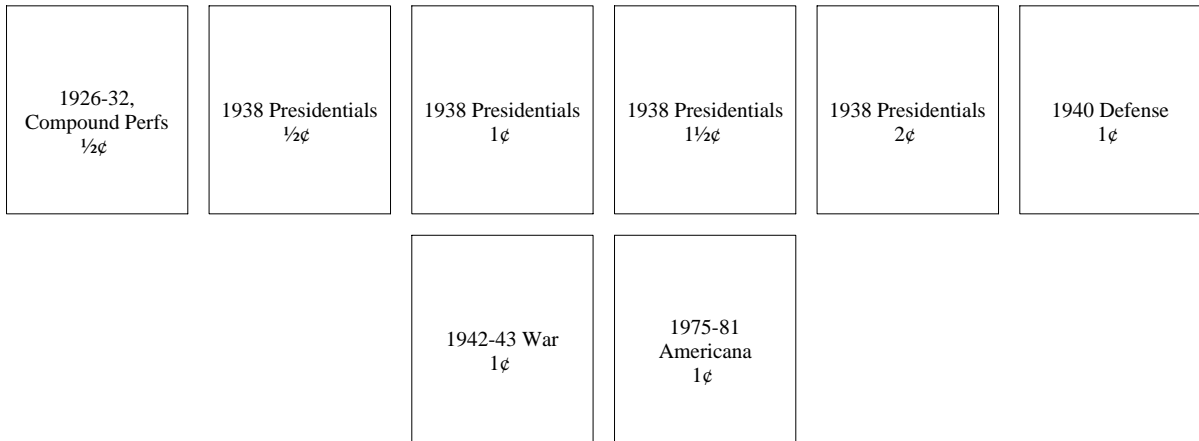 1926-32,
Compound Perfs
½¢
1938 Presidentials
½¢
1938 Presidentials
1¢
1938 Presidentials
1½¢
1938 Presidentials
2¢
1940 Defense
1¢
1942-43 War
1¢
1975-81
Americana
1¢